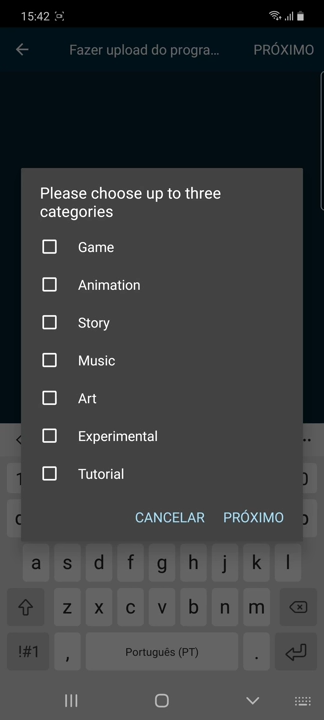 15:42
Fazer upload do progra... PRÓXIMO
Please choose up to three
categories
Game
Animation
Story
Music
Art
Experimental
Tutorial
CANCELAR PRÓXIMO
a s d f g h j k l
z x c v b n m
!#1 , Português (PT) .